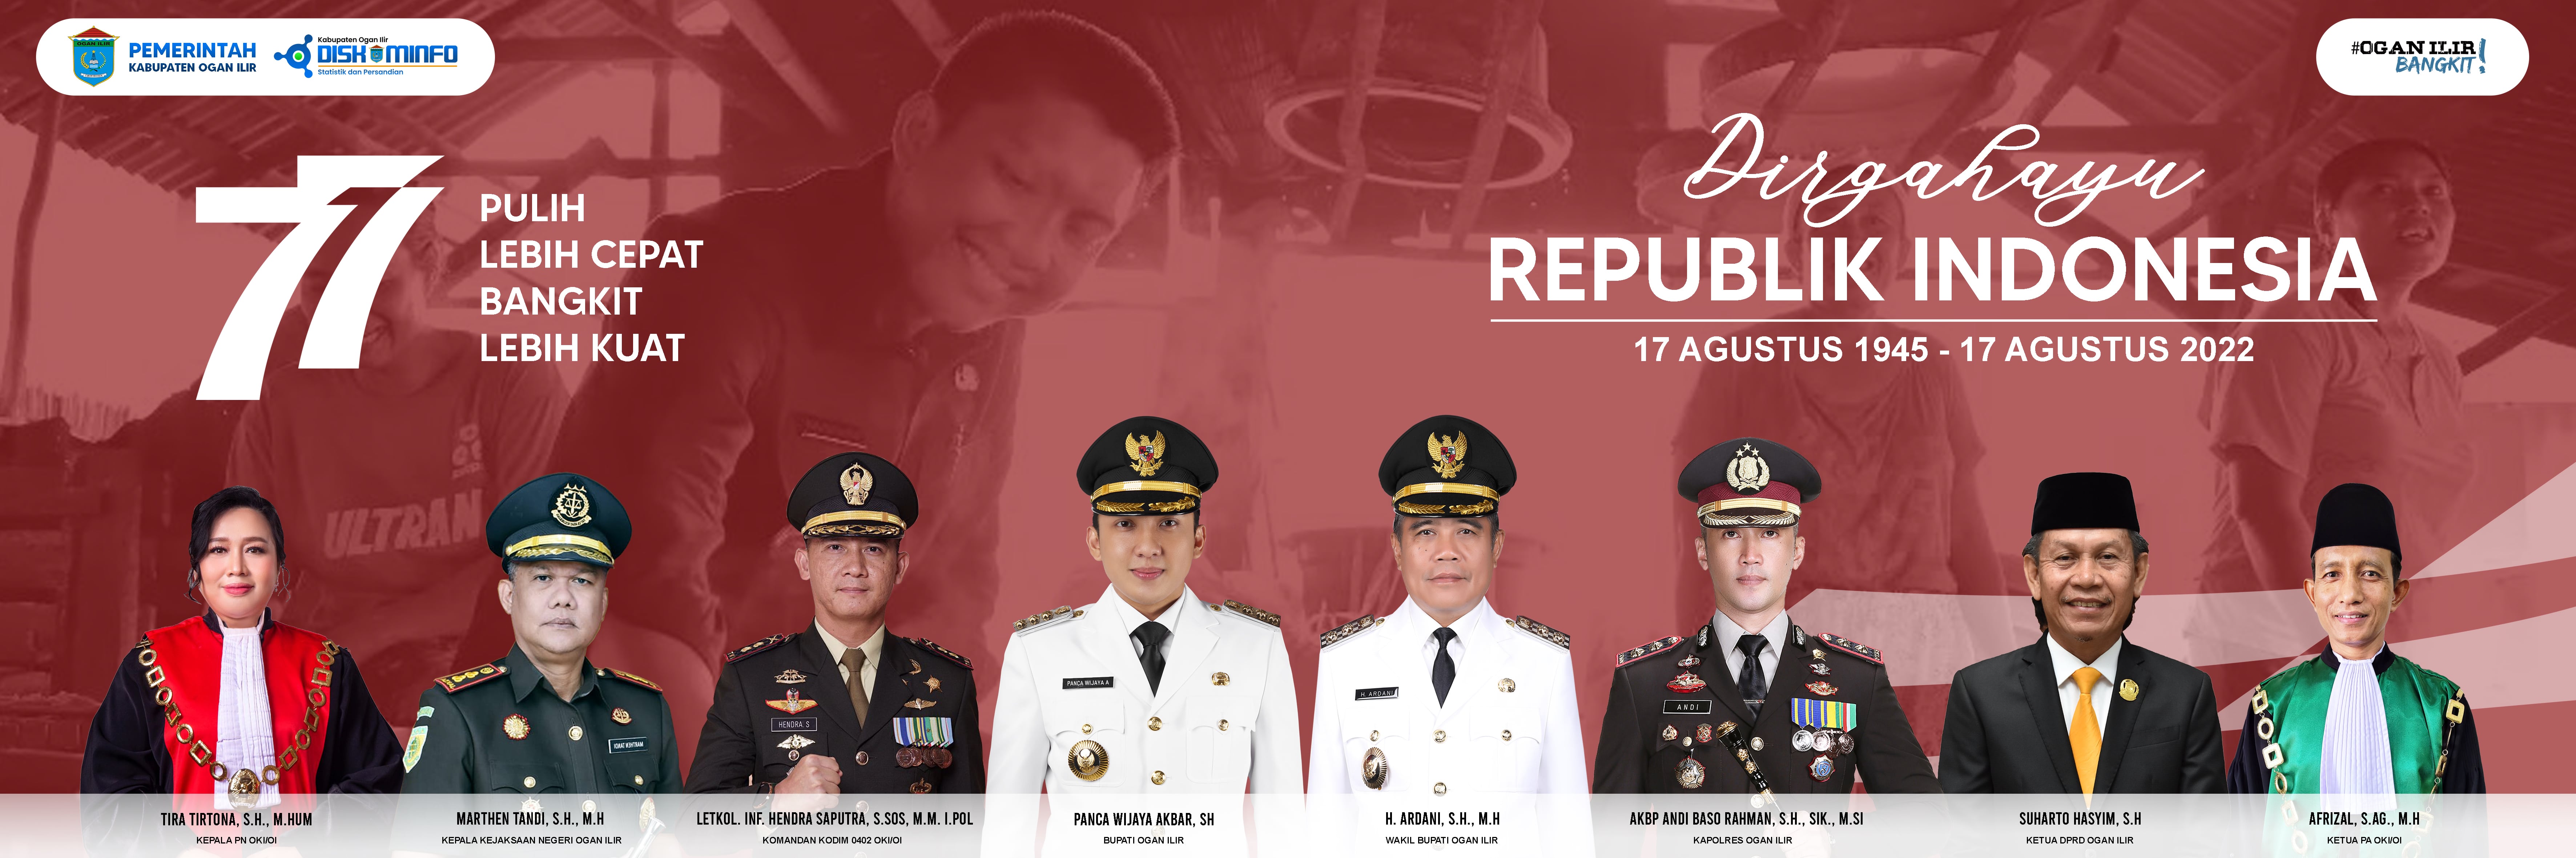 OGAN ILIR
PEMERINTAH
KABUPATEN OGAN ILIR
Kabupaten Ogan Ilir
DISKOMINFO
Statistik dan Persandian
#OGAN ILIR
BANGKIT!
77
PULIH
LEBIH CEPAT
BANGKIT
LEBIH KUAT
Dirgahayu
REPUBLIK INDONESIA
17 AGUSTUS 1945 - 17 AGUSTUS 2022
ULTRAN
HENDRA. S
PANCA WIJAYA A
H. ARDANI
ANDI
TIRA TIRTONA, S.H., M.HUM
KEPALA PN OKI/OI
MARTHEN TANDI, S.H., M.H
KEPALA KEJAKSAAN NEGERI OGAN ILIR
LETKOL. INF. HENDRA SAPUTRA, S.SOS, M.M. I.POL
KOMANDAN KODIM 0402 OKI/OI
PANCA WIJAYA AKBAR, SH
BUPATI OGAN ILIR
H. ARDANI, S.H., M.H
WAKIL BUPATI OGAN ILIR
AKBP ANDI BASO RAHMAN, S.H., SIK., M.SI
KAPOLRES OGAN ILIR
SUHARTO HASYIM, S.H
KETUA DPRD OGAN ILIR
AFRIZAL, S.AG., M.H
KETUA PA OKI/OI